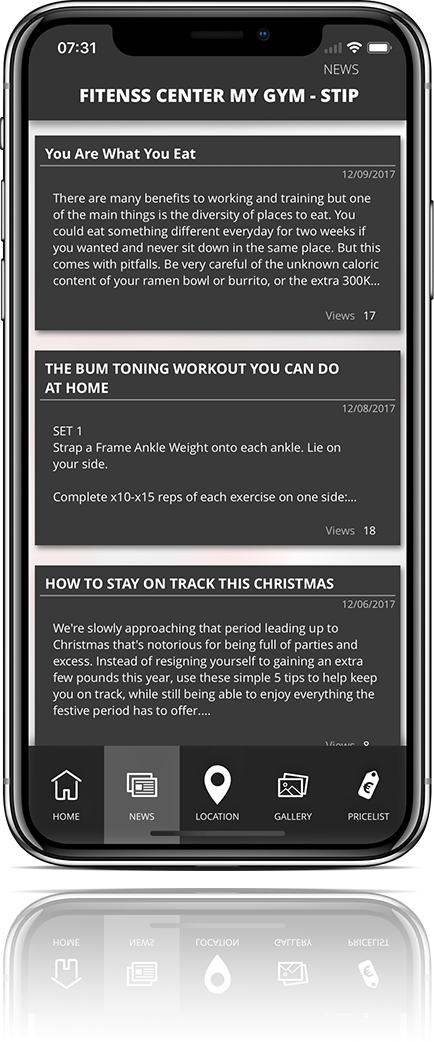 07:31
NEWS
FITENSS CENTER MY GYM - STIP
You Are What You Eat
12/09/2017
There are many benefits to working and training but one
of the main things is the diversity of places to eat. You
could eat something different everyday for two weeks if
you wanted and never sit down in the same place. But this
comes with pitfalls. Be very careful of the unknown caloric
content of your ramen bowl or burrito, or the extra 300K...
Views 17
THE BUM TONING WORKOUT YOU CAN DO
AT HOME
12/08/2017
SET 1
Strap a Frame Ankle Weight onto each ankle. Lie on
your side.
Complete x10-x15 reps of each exercise on one side:...
Views 18
HOW TO STAY ON TRACK THIS CHRISTMAS
12/06/2017
We're slowly approaching that period leading up to
Christmas that's notorious for being full of parties and
excess. Instead of resigning yourself to gaining an extra
few pounds this year, use these simple 5 tips to help keep
you on track, while still being able to enjoy everything the
festive period has to offer....
Views 8
HOME NEWS LOCATION GALLERY PRICELIST
HOME NEWS LOCATION GALLERY PRICELIST